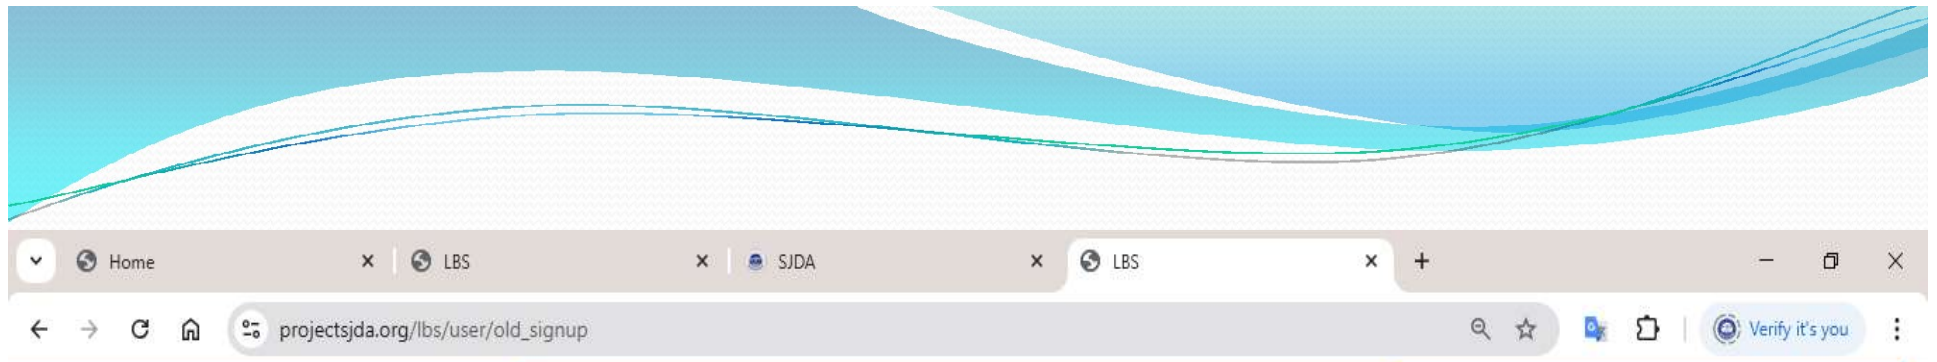 Home LBS SJDA LBS
projectsjda.org/lbs/user/old_signup Verify it's you